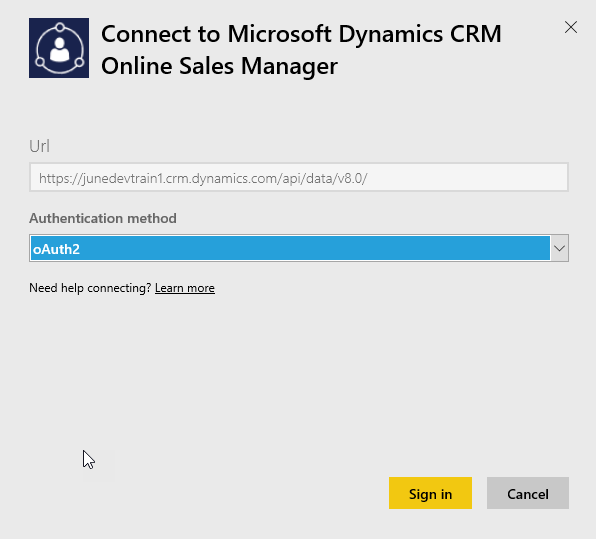 Connect to Microsoft Dynamics CRM
Online Sales Manager
Url
https://junedevtrain1.crm.dynamics.com/api/data/v8.0/
Authentication method
oAuth2
Need help connecting? Learn more
Sign in
Cancel